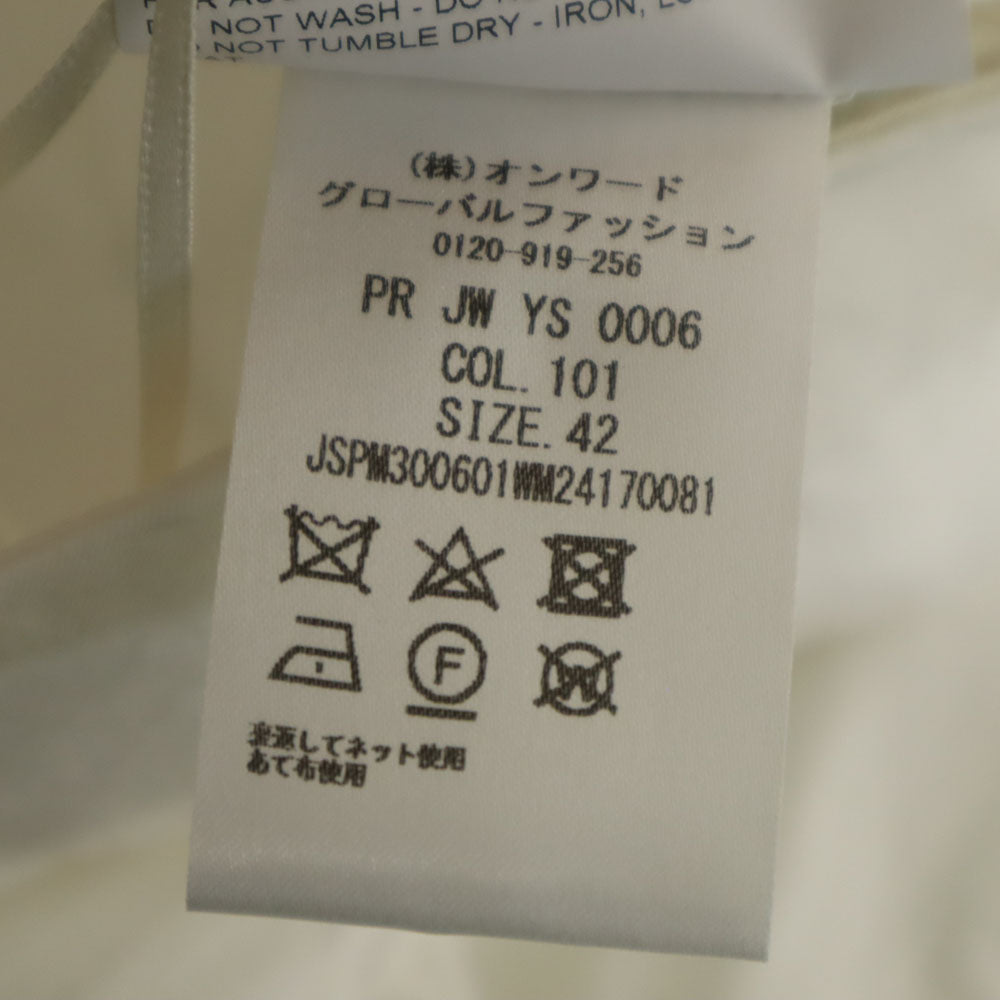 NOT WASH - DO
NOT TUMBLE DRY - IRON,
(株)オンワード
グローバルファッション
0120-919-256
PR JW YS 0006
COL. 101
SIZE. 42
JSPM300601WM24170081
F
W
裏返してネット使用
あて布使用